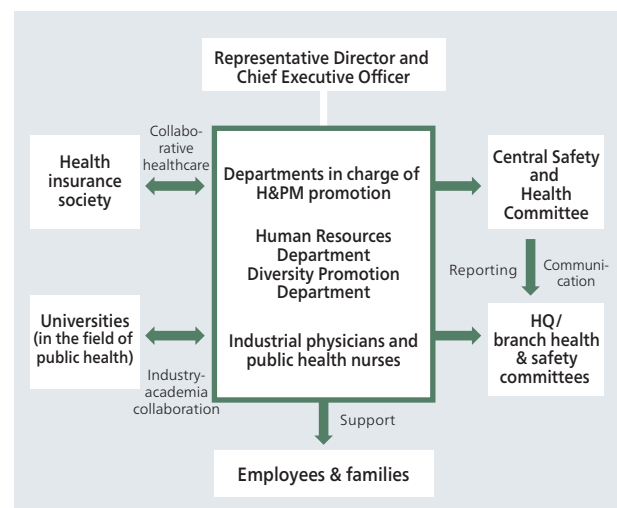 Representative Director and
Chief Executive Officer
Collabo-
rative
healthcare
Health
insurance
society
Departments in charge of
H&PM promotion
Human Resources
Department
Diversity Promotion
Department
Industrial physicians and
public health nurses
Central Safety
and
Health
Committee
Reporting
Communi-
cation
Universities
(in the field of
public health)
Industry-
academia
collaboration
HQ/
branch health
& safety
committees
Support
Employees & families